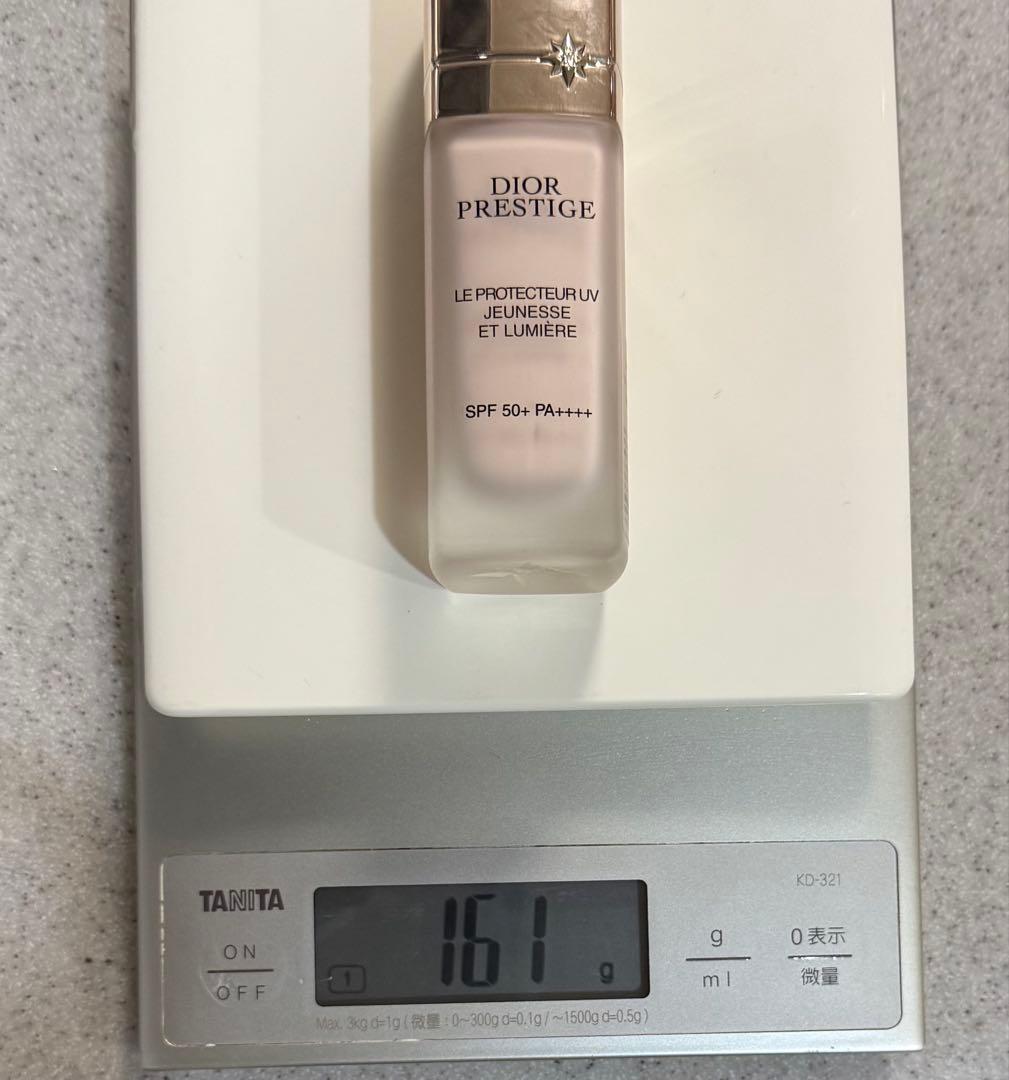 DIOR
PRESTIGE
LE PROTECTEUR UV
JEUNESSE
ET LUMIÈRE
SPF 50+ PA++++
TANITA
KD-321
ON
OFF
1
161 g
g
ml
0表示
微量
Max. 3kg d=1g ( 微量 : 0~300g d=0.1g / ~1500g d=0.5g )